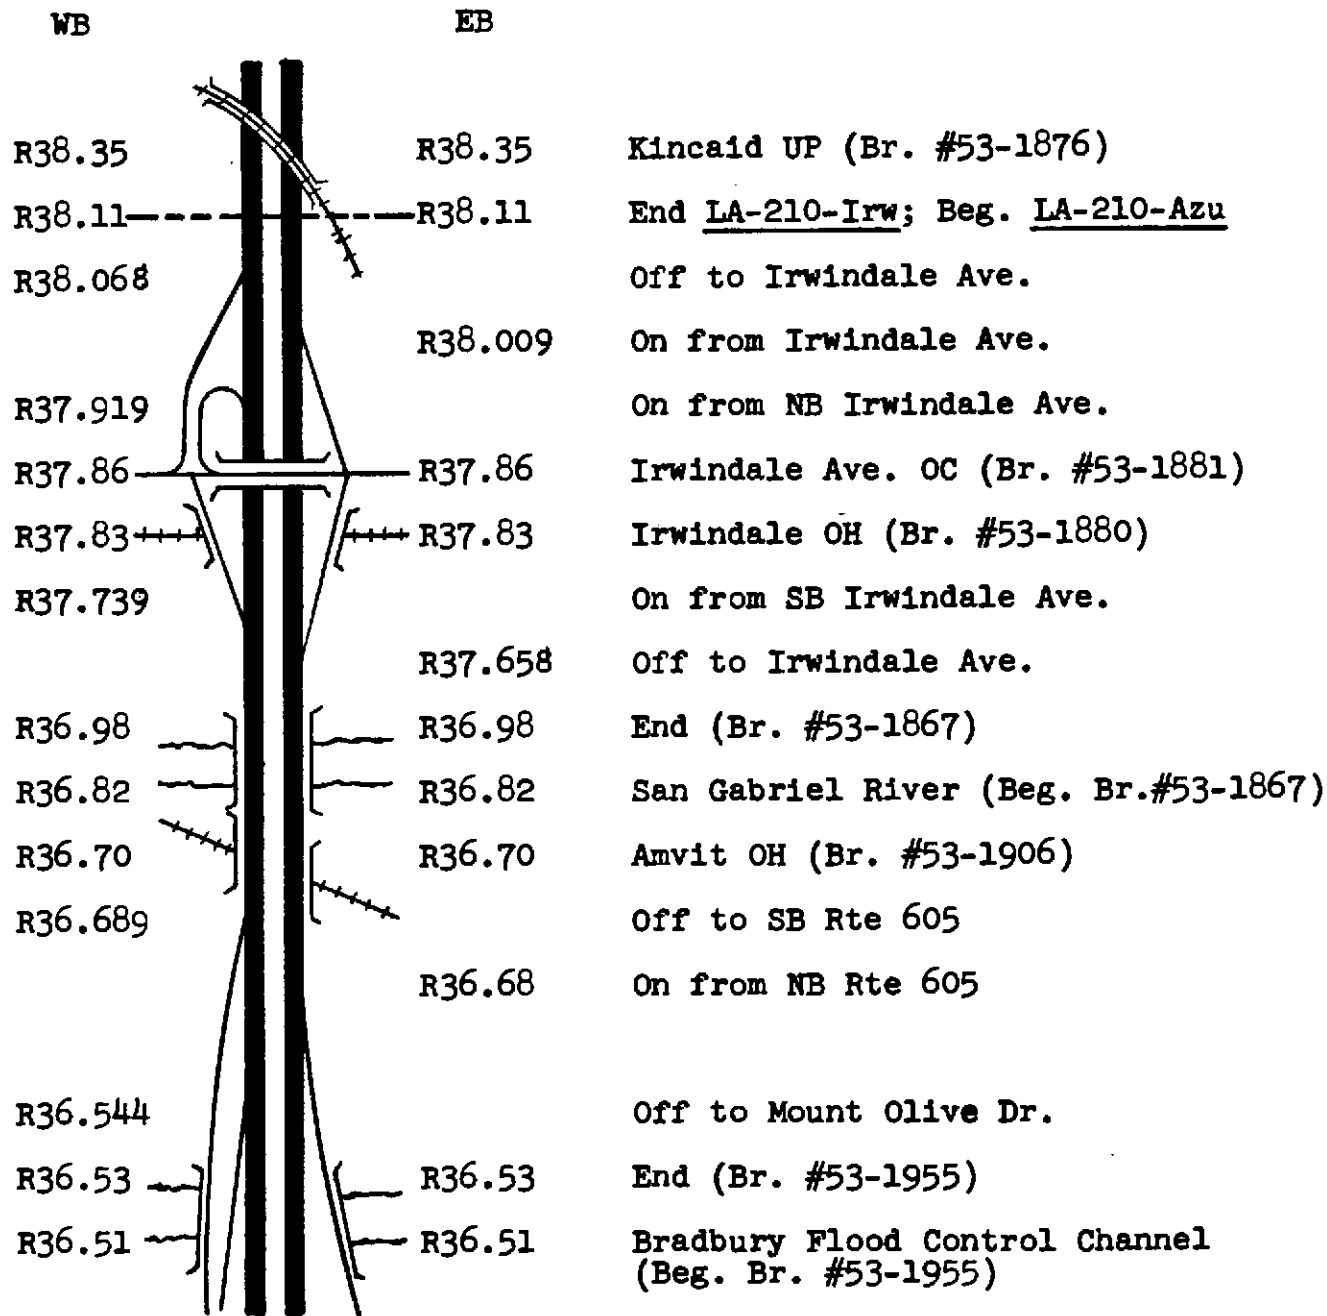 WB EB
R38.35 R38.35 Kincaid UP (Br. #53-1876)
R38.11 R38.11 End LA-210-Irw; Beg. LA-210-Azu
R38.068 Off to Irwindale Ave.
R38.009 On from Irwindale Ave.
R37.919 On from NB Irwindale Ave.
R37.86 R37.86 Irwindale Ave. OC (Br. #53-1881)
R37.83 R37.83 Irwindale OH (Br. #53-1880)
R37.739 On from SB Irwindale Ave.
R37.658 Off to Irwindale Ave.
R36.98 R36.98 End (Br. #53-1867)
R36.82 R36.82 San Gabriel River (Beg. Br.#53-1867)
R36.70 R36.70 Amvit OH (Br. #53-1906)
R36.689 Off to SB Rte 605
R36.68 On from NB Rte 605
R36.544 Off to Mount Olive Dr.
R36.53 R36.53 End (Br. #53-1955)
R36.51 R36.51 Bradbury Flood Control Channel
(Beg. Br. #53-1955)